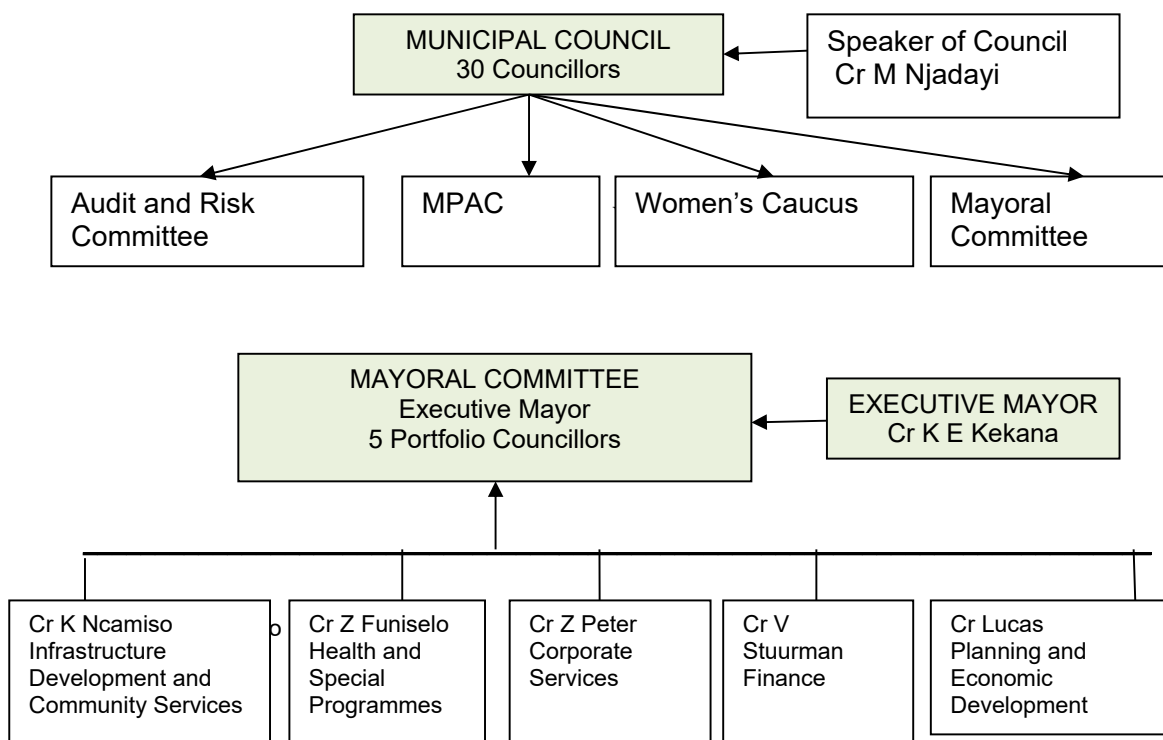 MUNICIPAL COUNCIL
30 Councillors
Speaker of Council
Cr M Njadayi
Audit and Risk
Committee
MPAC
Women’s Caucus
Mayoral
Committee
MAYORAL COMMITTEE
Executive Mayor
5 Portfolio Councillors
EXECUTIVE MAYOR
Cr K E Kekana
Cr K Ncamiso
Infrastructure
Development and
Community Services
o
Cr Z Funiselo
Health and
Special
Programmes
Cr Z Peter
Corporate
Services
Cr V
Stuurman
Finance
Cr Lucas
Planning and
Economic
Development